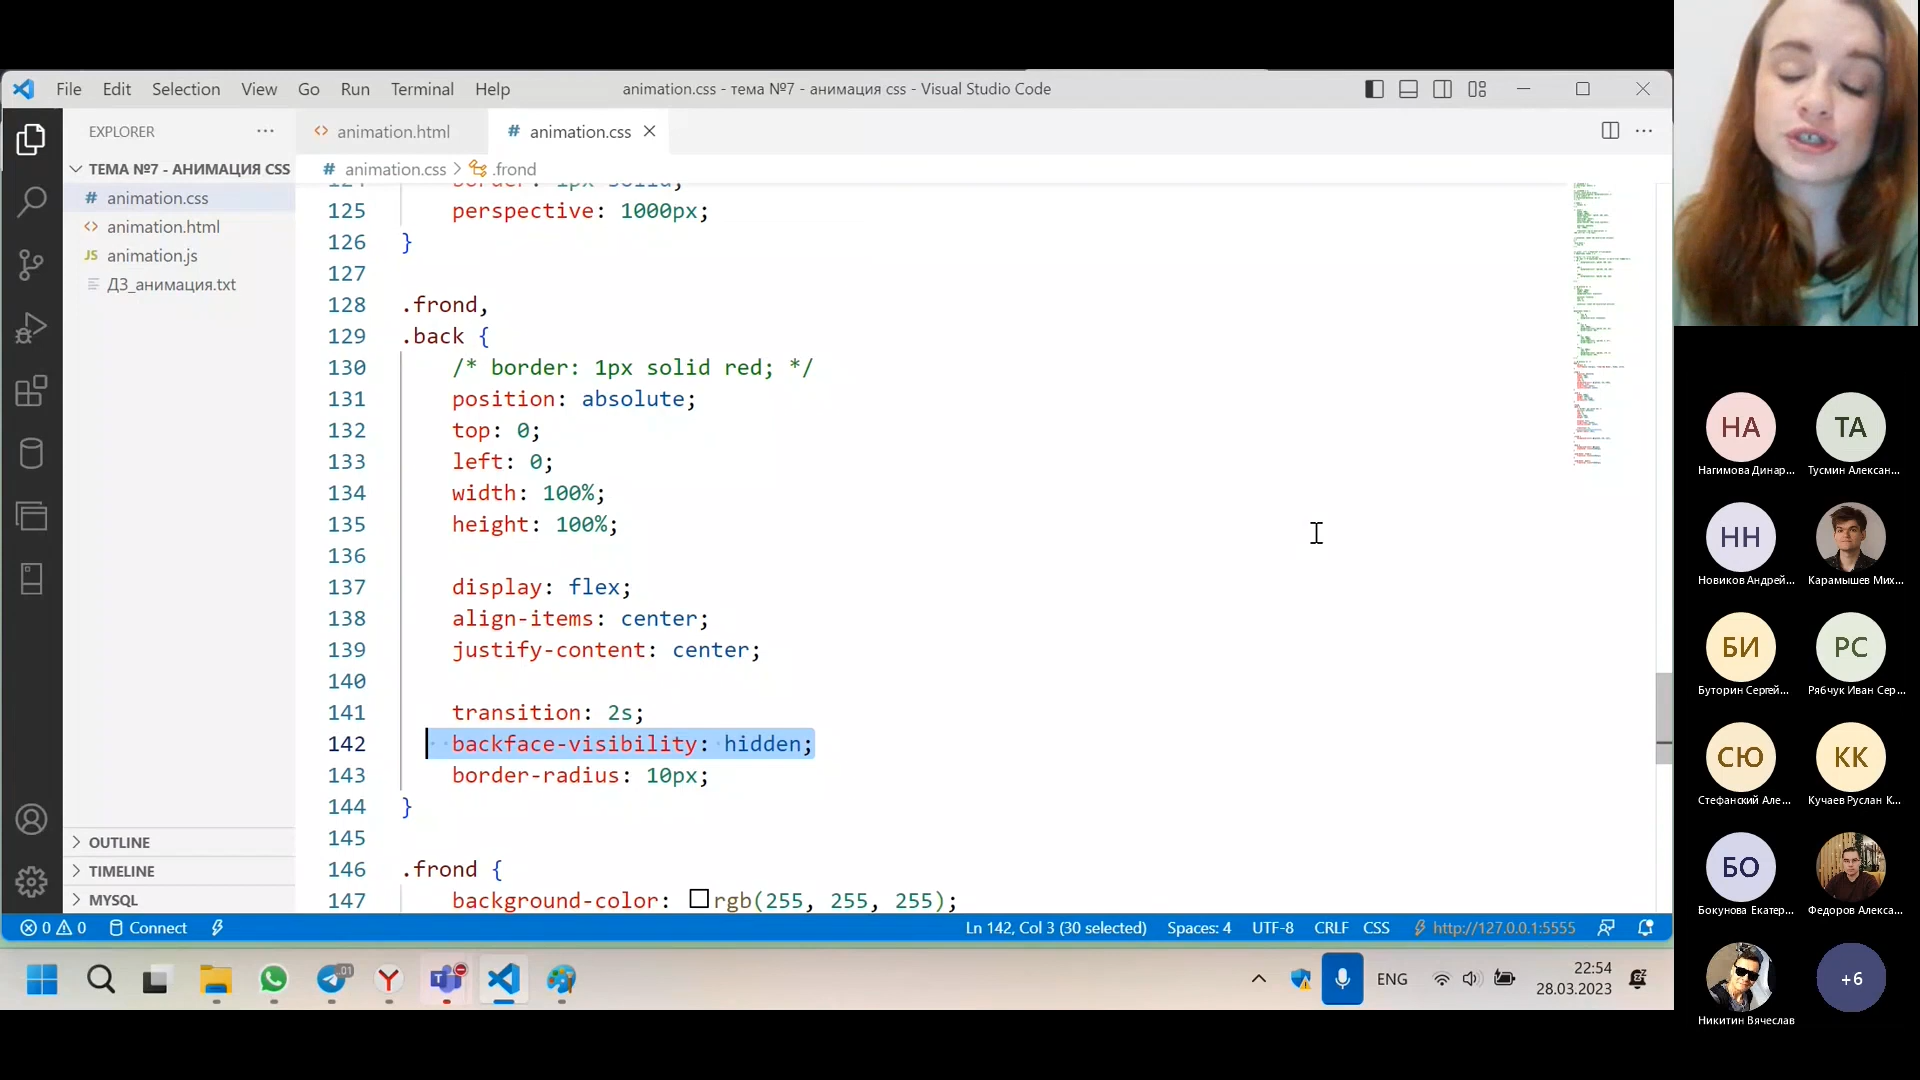 File Edit Selection View Go Run Terminal Help
animation.css - тема №7 - анимация css - Visual Studio Code
EXPLORER
ТЕМА №7 - АНИМАЦИЯ CSS
# animation.css
<> animation.html
JS animation.js
ДЗ_анимация.txt
OUTLINE
TIMELINE
MYSQL
<> animation.html
# animation.css
# animation.css > .frond
124 border: 1px solid;
125 perspective: 1000px;
126 }
127
128 .frond,
129 .back {
130 /* border: 1px solid red; */
131 position: absolute;
132 top: 0;
133 left: 0;
134 width: 100%;
135 height: 100%;
136
137 display: flex;
138 align-items: center;
139 justify-content: center;
140
141 transition: 2s;
142 backface-visibility: hidden;
143 border-radius: 10px;
144 }
145
146 .frond {
147 background-color: rgb(255, 255, 255);
0 0 Connect
Ln 142, Col 3 (30 selected) Spaces: 4 UTF-8 CRLF CSS http://127.0.0.1:5555
.01
ENG
22:54
28.03.2023
НА ТА
Нагимова Динар... Тусмин Алексан...
НН
Новиков Андрей... Карамышев Мих...
БИ РС
Буторин Сергей... Рябчук Иван Сер...
СЮ КК
Стефанский Але... Кучаев Руслан К...
БО
Бокунова Екатер... Федоров Алекса...
+6
Никитин Вячеслав